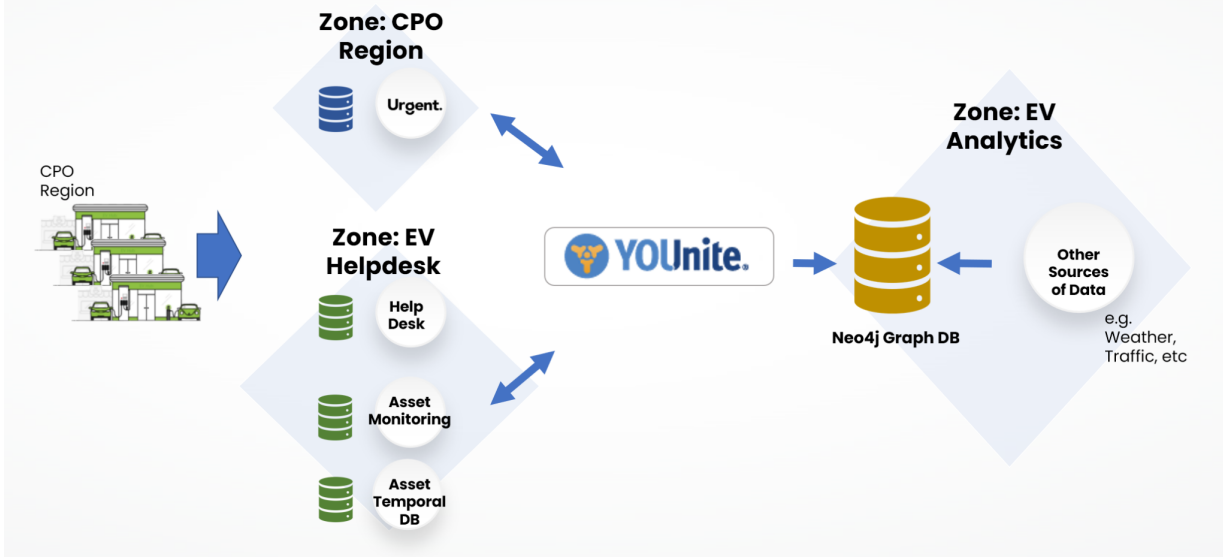 Zone: CPO
Region
Urgent.
CPO
Region
Zone: EV
Helpdesk
Help
Desk
Asset
Monitoring
Asset
Temporal
DB
YOUnite.
Zone: EV
Analytics
Other
Sources
of Data
Neo4j Graph DB
e.g.
Weather,
Traffic, etc